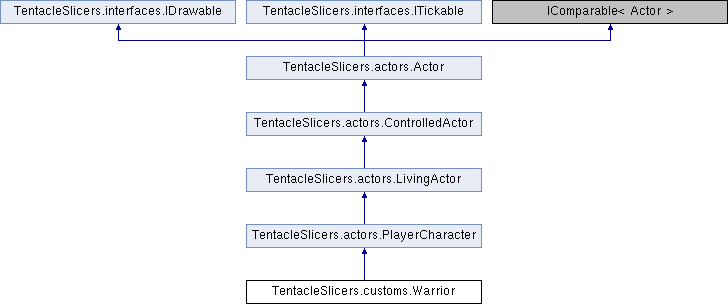 TentacleSlicers.interfaces.IDrawable
TentacleSlicers.interfaces.ITickable
IComparable< Actor >
TentacleSlicers.actors.Actor
TentacleSlicers.actors.ControlledActor
TentacleSlicers.actors.LivingActor
TentacleSlicers.actors.PlayerCharacter
TentacleSlicers.customs.Warrior